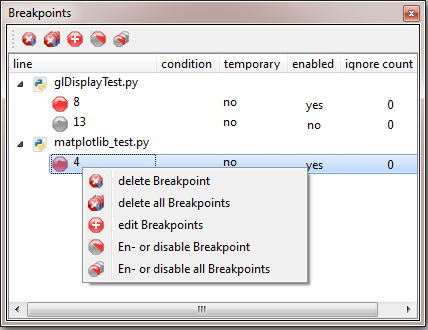 Breakpoints
line condition temporary enabled ignore count
glDisplayTest.py
8 no yes 0
13 no no 0
matplotlib_test.py
4 no yes 0
delete Breakpoint
delete all Breakpoints
edit Breakpoints
En- or disable Breakpoint
En- or disable all Breakpoints